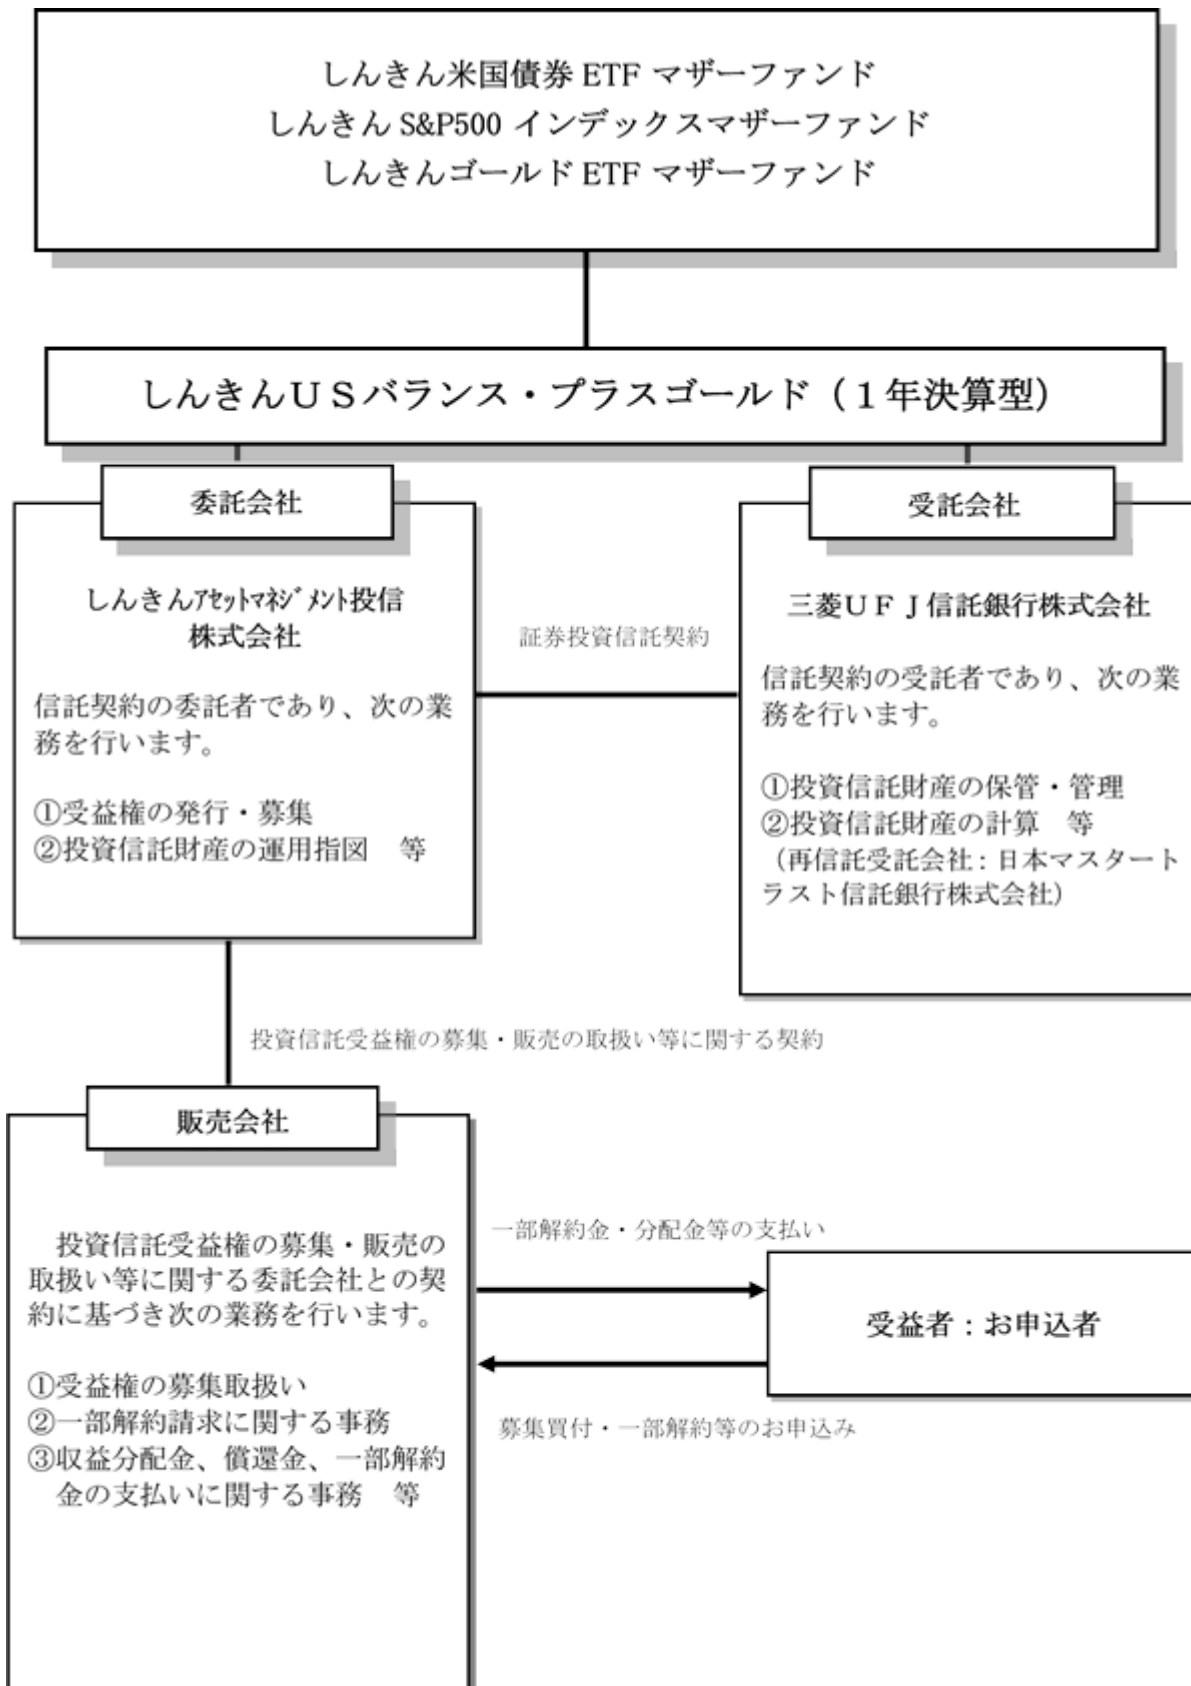 しんきん米国債券 ETF マザーファンド
しんきん S&P500 インデックスマザーファンド
しんきんゴールド ETF マザーファンド
しんきんUSバランス・プラスゴールド(1年決算型)
委託会社
しんきんアセットマネジメント投信
株式会社
信託契約の委託者であり、次の業
務を行います。
①受益権の発行・募集
②投資信託財産の運用指図 等
証券投資信託契約
受託会社
三菱UFJ信託銀行株式会社
信託契約の受託者であり、次の業
務を行います。
①投資信託財産の保管・管理
②投資信託財産の計算 等
(再信託受託会社:日本マスタート
ラスト信託銀行株式会社)
投資信託受益権の募集・販売の取扱い等に関する契約
販売会社
投資信託受益権の募集・販売の
取扱い等に関する委託会社との契
約に基づき次の業務を行います。
①受益権の募集取扱い
②一部解約請求に関する事務
③収益分配金、償還金、一部解約
金の支払いに関する事務 等
一部解約金・分配金等の支払い
受益者:お申込者
募集買付・一部解約等のお申込み